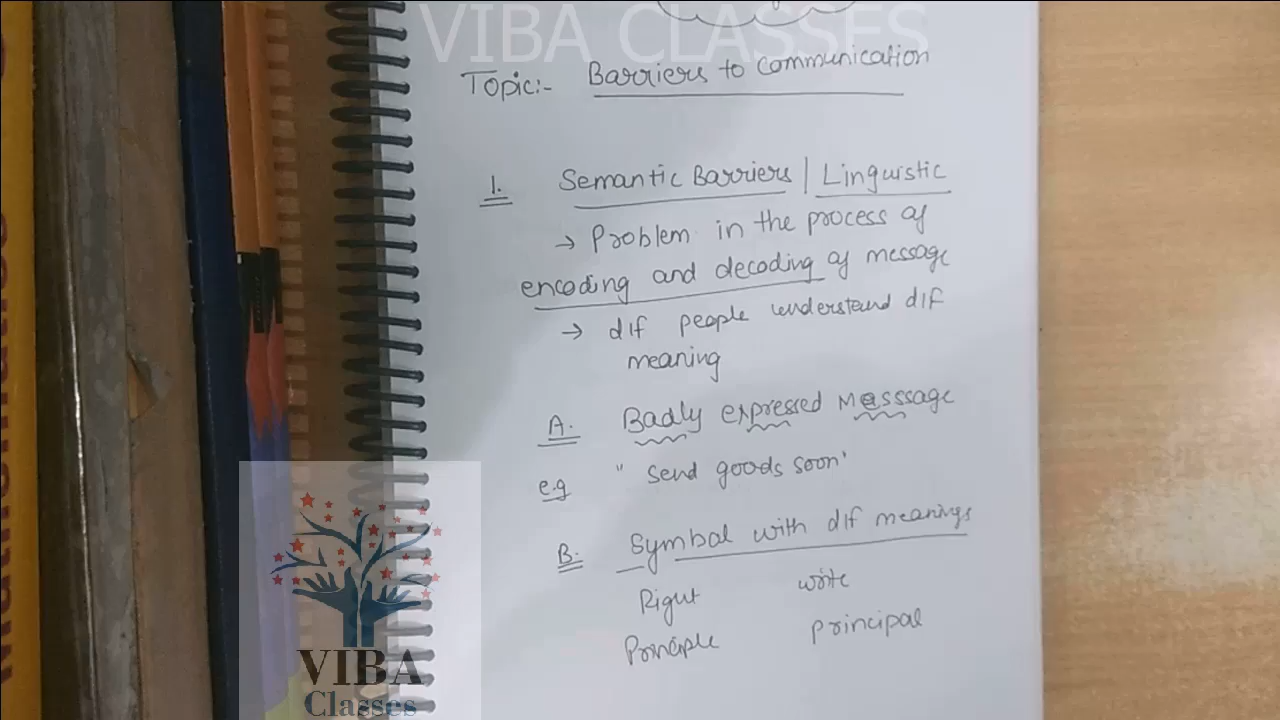 VIBA CLASSES
Topic:- Barriers to communication
1. Semantic Barriers | Linguistic
→ Problem in the process of
encoding and decoding of message
→ dif people understand dif
meaning
A. Badly expressed Messsage
e.g " Send goods soon'
B. Symbol with dif meanings
Right write
Principle principal
VIBA
Classes